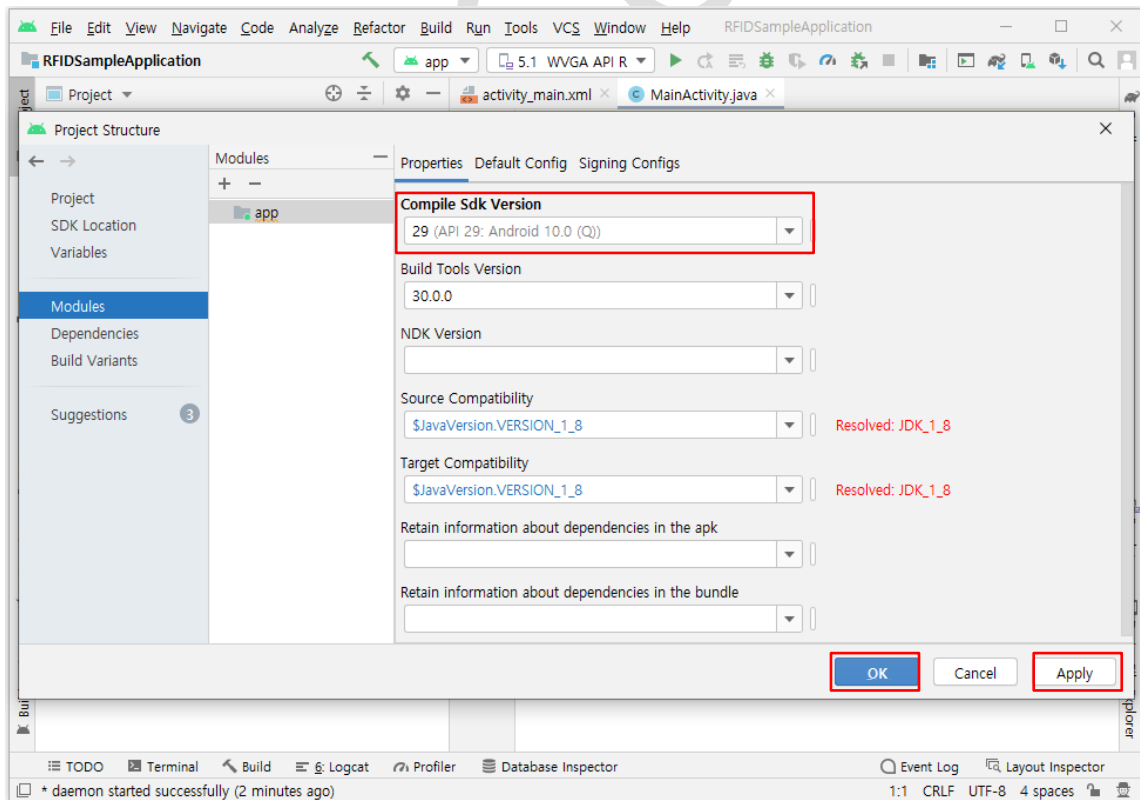 File Edit View Navigate Code Analyze Refactor Build Run Tools VCS Window Help RFIDSampleApplication
RFIDSampleApplication app 5.1 WVGA API R
Project activity_main.xml MainActivity.java
Project Structure
Modules
Properties Default Config Signing Configs
Project
SDK Location
Variables
Modules
Dependencies
Build Variants
Suggestions 3
app
Compile Sdk Version
29 (API 29: Android 10.0 (Q))
Build Tools Version
30.0.0
NDK Version
Source Compatibility
$JavaVersion.VERSION_1_8 Resolved: JDK_1_8
Target Compatibility
$JavaVersion.VERSION_1_8 Resolved: JDK_1_8
Retain information about dependencies in the apk
Retain information about dependencies in the bundle
OK Cancel Apply
TODO Terminal Build 6: Logcat Profiler Database Inspector Event Log Layout Inspector
* daemon started successfully (2 minutes ago) 1:1 CRLF UTF-8 4 spaces